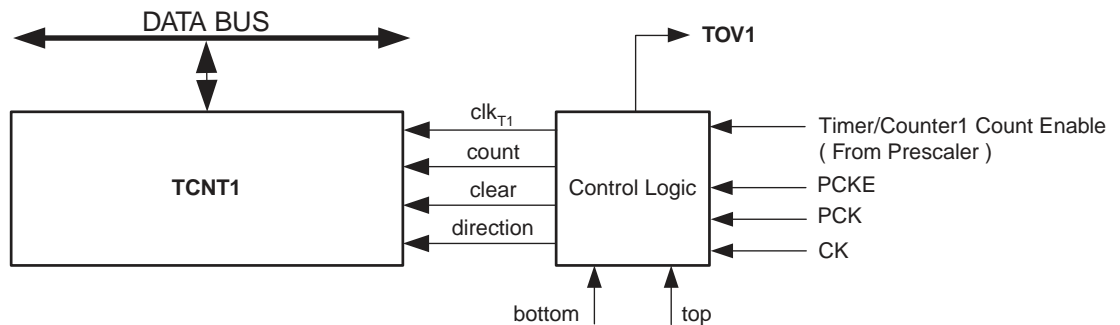 DATA BUS
TOV1
clkT1
count
clear
direction
TCNT1
Control Logic
Timer/Counter1 Count Enable
( From Prescaler )
PCKE
PCK
CK
bottom
top